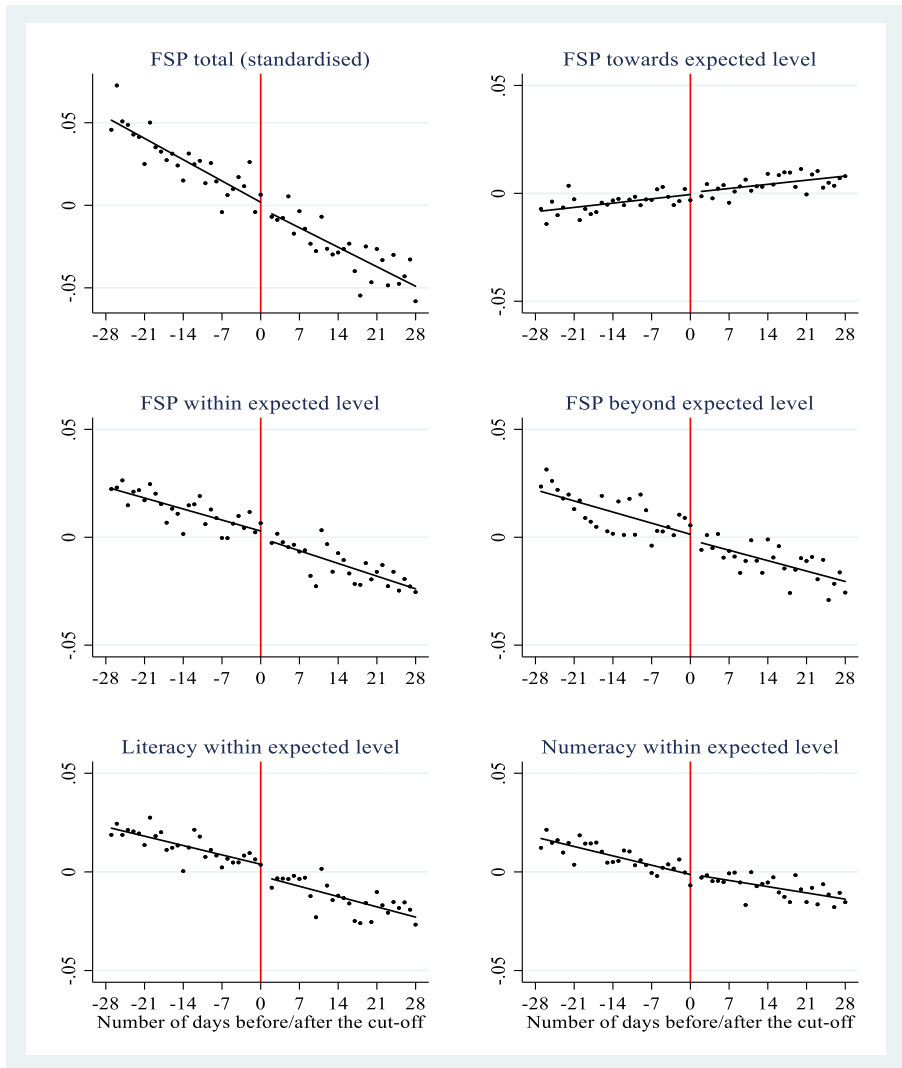 FSP total (standardised)
.05
0
-.05
-28 -21 -14 -7 0 7 14 21 28
FSP towards expected level
.05
0
-.05
-28 -21 -14 -7 0 7 14 21 28
FSP within expected level
.05
0
-.05
-28 -21 -14 -7 0 7 14 21 28
FSP beyond expected level
.05
0
-.05
-28 -21 -14 -7 0 7 14 21 28
Literacy within expected level
.05
0
-.05
-28 -21 -14 -7 0 7 14 21 28
Number of days before/after the cut-off
Numeracy within expected level
.05
0
-.05
-28 -21 -14 -7 0 7 14 21 28
Number of days before/after the cut-off